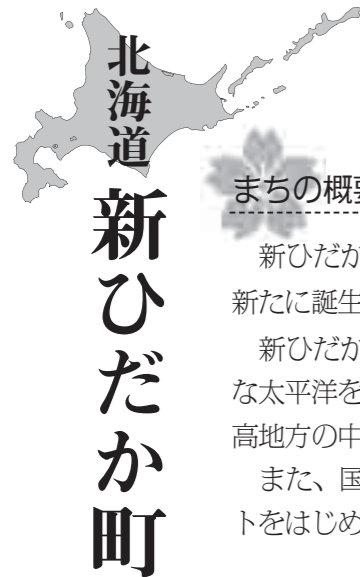 北海道 新ひだか町
まちの概
新ひだか
新たに誕生
新ひだか
な太平洋を
高地方の中
また、国
トをはじめ